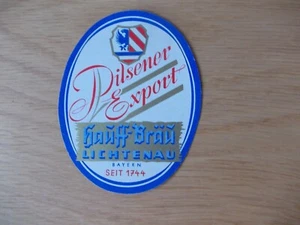 Pilsener
Export
Hauff-Bräu
LICHTENAU
BAYERN
SEIT 1744